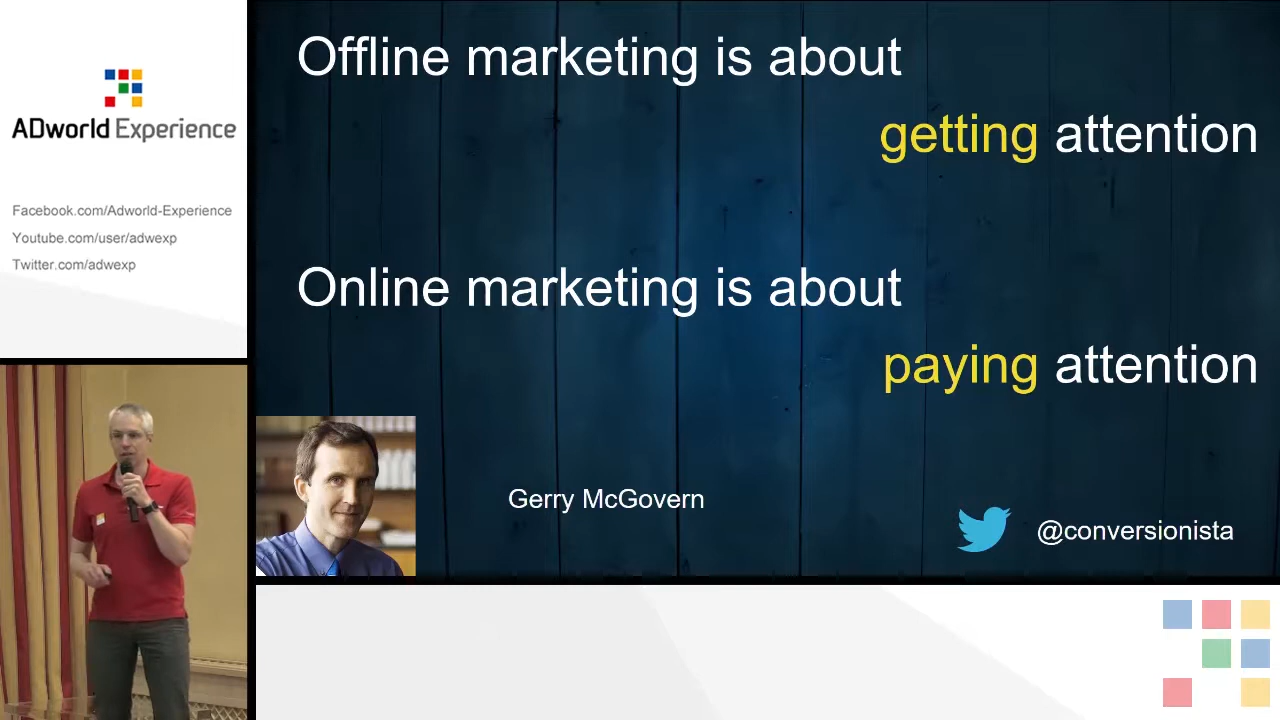 ADworld Experience
Facebook.com/Adworld-Experience
Youtube.com/user/adwexp
Twitter.com/adwexp
Offline marketing is about
getting attention
Online marketing is about
paying attention
Gerry McGovern
@conversionista